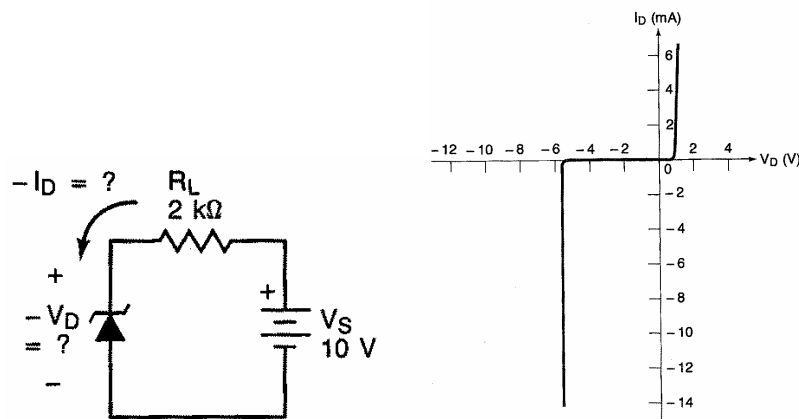 − I_D = ?
R_L
2 kΩ
+
− V_D
= ?
−
+
V_S
10 V
I_D (mA)
6
4
2
−12 −10 −8 −6 −4 −2 2 4
V_D (V)
0
−2
−4
−6
−8
−10
−12
−14